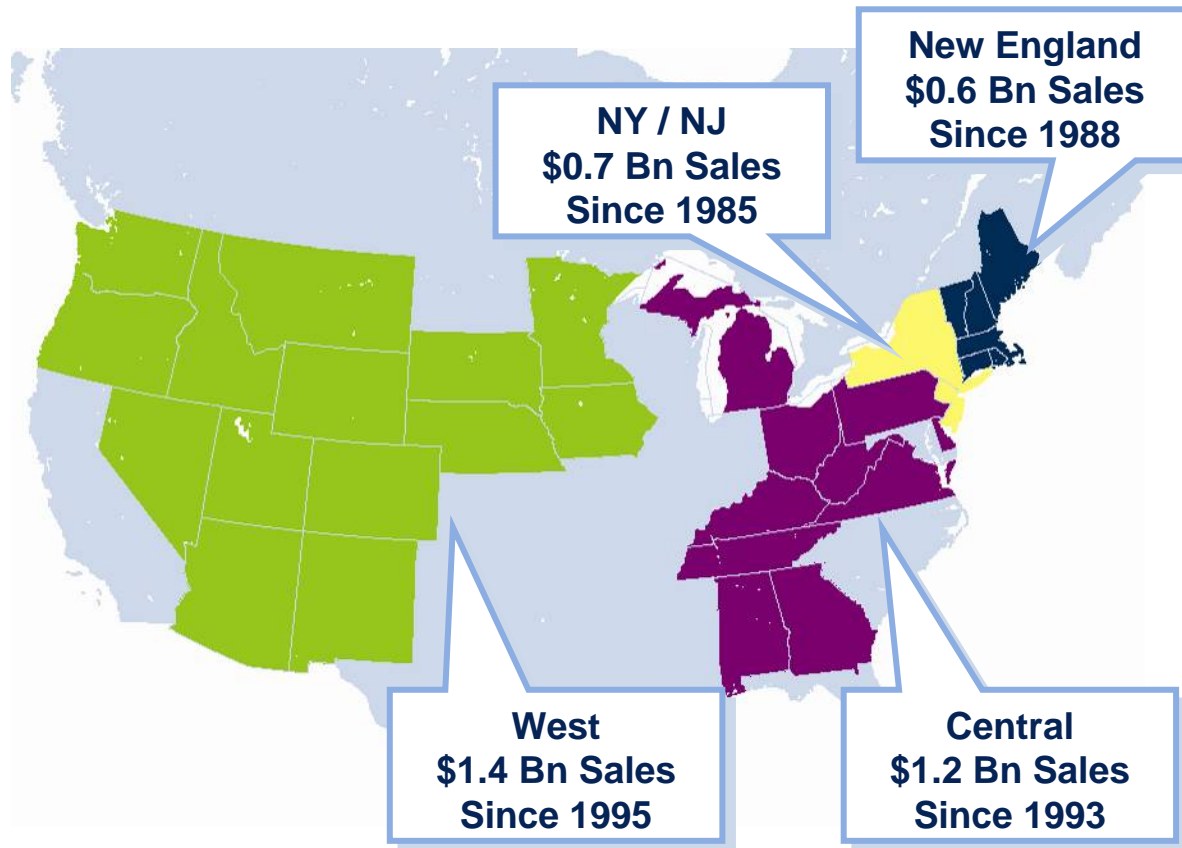 New England
$0.6 Bn Sales
Since 1988
NY / NJ
$0.7 Bn Sales
Since 1985
West
$1.4 Bn Sales
Since 1995
Central
$1.2 Bn Sales
Since 1993